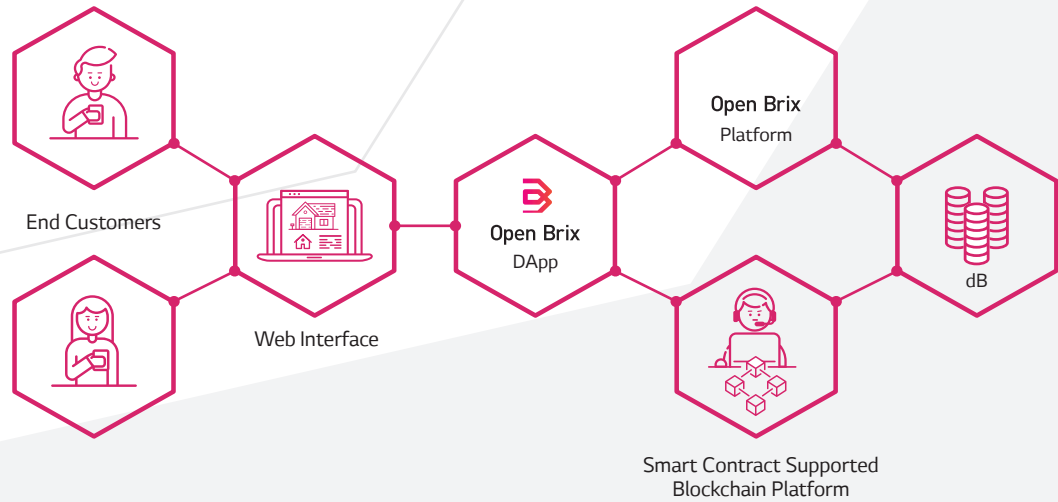 End Customers
Web Interface
Open Brix
DApp
Open Brix
Platform
dB
Smart Contract Supported
Blockchain Platform